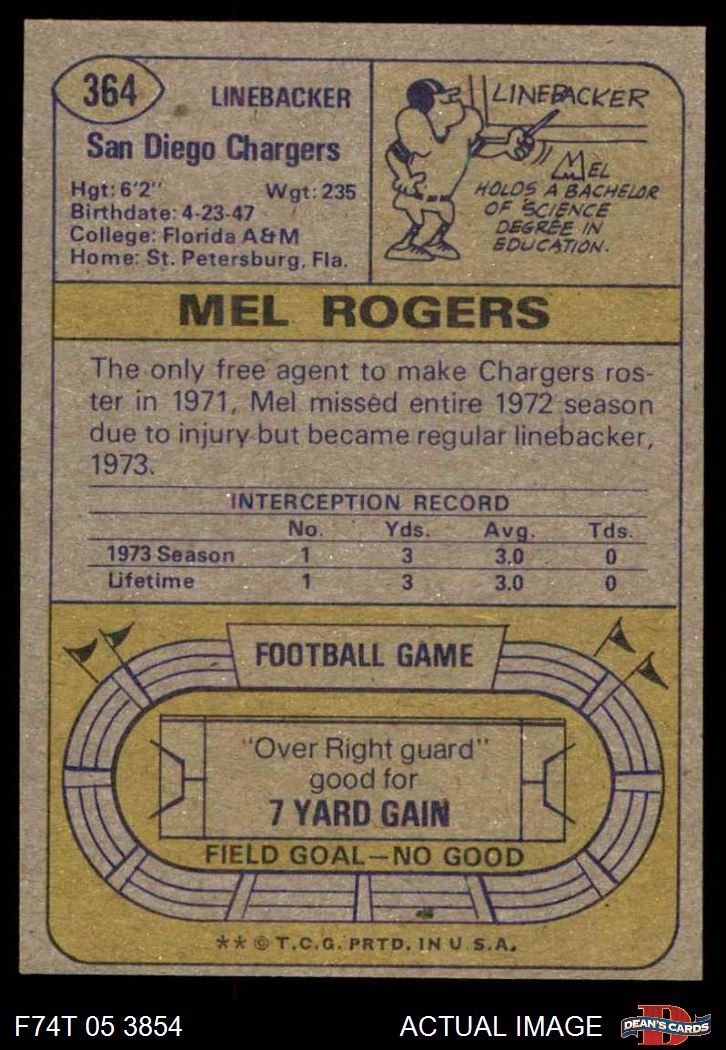 364
LINEBACKER
San Diego Chargers
Hgt: 6'2" Wgt: 235
Birthdate: 4-23-47
College: Florida A&M
Home: St. Petersburg, Fla.
LINEBACKER
MEL
HOLDS A BACHELOR
OF SCIENCE
DEGREE IN
EDUCATION.
MEL ROGERS
The only free agent to make Chargers ros-
ter in 1971, Mel missed entire 1972 season
due to injury but became regular linebacker,
1973.
INTERCEPTION RECORD
No. Yds. Avg. Tds.
1973 Season 1 3 3.0 0
Lifetime 1 3 3.0 0
FOOTBALL GAME
"Over Right guard"
good for
7 YARD GAIN
FIELD GOAL—NO GOOD
** © T.C.G. PRTD. IN U.S.A.
F74T 05 3854 ACTUAL IMAGE
D
DEAN'S CARDS